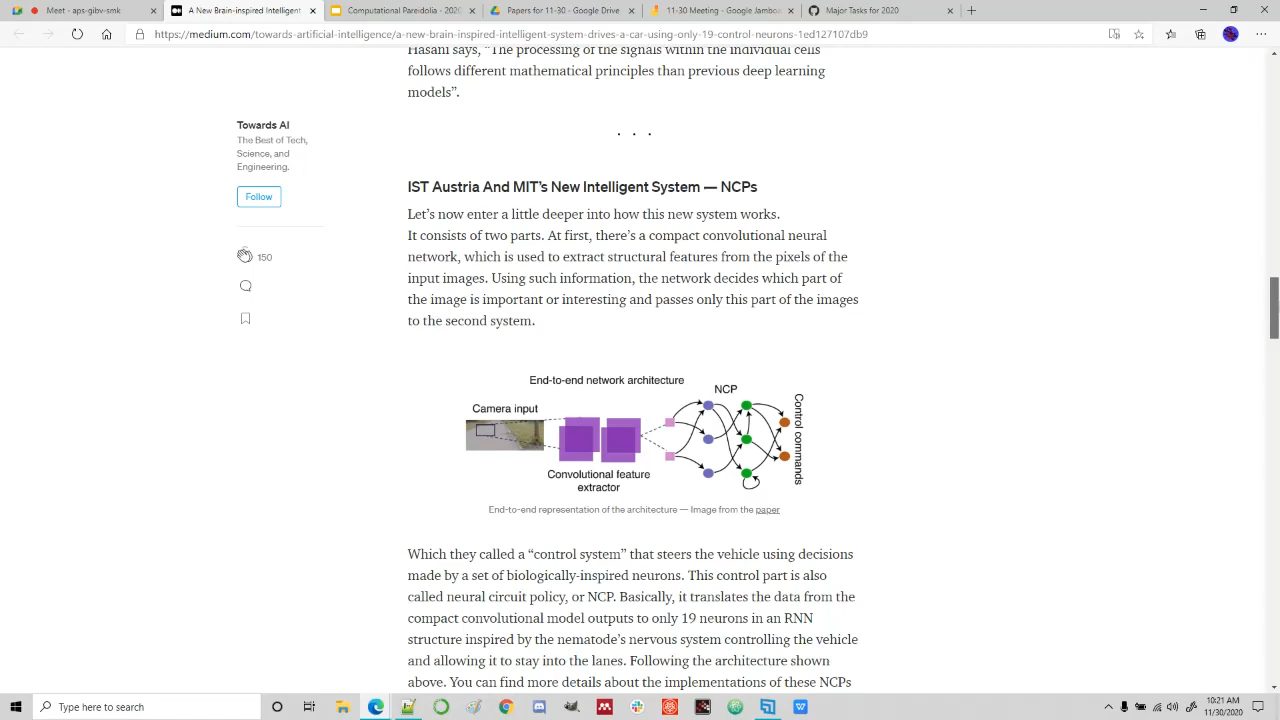 Meet - aps-gibv-smk
A New Brain-inspired Intelligent
Computational Paredolia - 2020
Papers for 11-30 - Google Drive
11-30 Meeting - Google Jamboar
Major Tasks for 2020
https://medium.com/towards-artificial-intelligence/a-new-brain-inspired-intelligent-system-drives-a-car-using-only-19-control-neurons-1ed127107db9
Hasani says, “The processing of the signals within the individual cells
follows different mathematical principles than previous deep learning
models”.
. . .
Towards AI
The Best of Tech,
Science, and
Engineering.
Follow
150
IST Austria And MIT’s New Intelligent System — NCPs
Let’s now enter a little deeper into how this new system works.
It consists of two parts. At first, there’s a compact convolutional neural
network, which is used to extract structural features from the pixels of the
input images. Using such information, the network decides which part of
the image is important or interesting and passes only this part of the images
to the second system.
End-to-end network architecture
NCP
Camera input
Control commands
Convolutional feature
extractor
End-to-end representation of the architecture — Image from the paper
Which they called a “control system” that steers the vehicle using decisions
made by a set of biologically-inspired neurons. This control part is also
called neural circuit policy, or NCP. Basically, it translates the data from the
compact convolutional model outputs to only 19 neurons in an RNN
structure inspired by the nematode’s nervous system controlling the vehicle
and allowing it to stay into the lanes. Following the architecture shown
above. You can find more details about the implementations of these NCPs
Type here to search
10:21 AM
11/30/2020